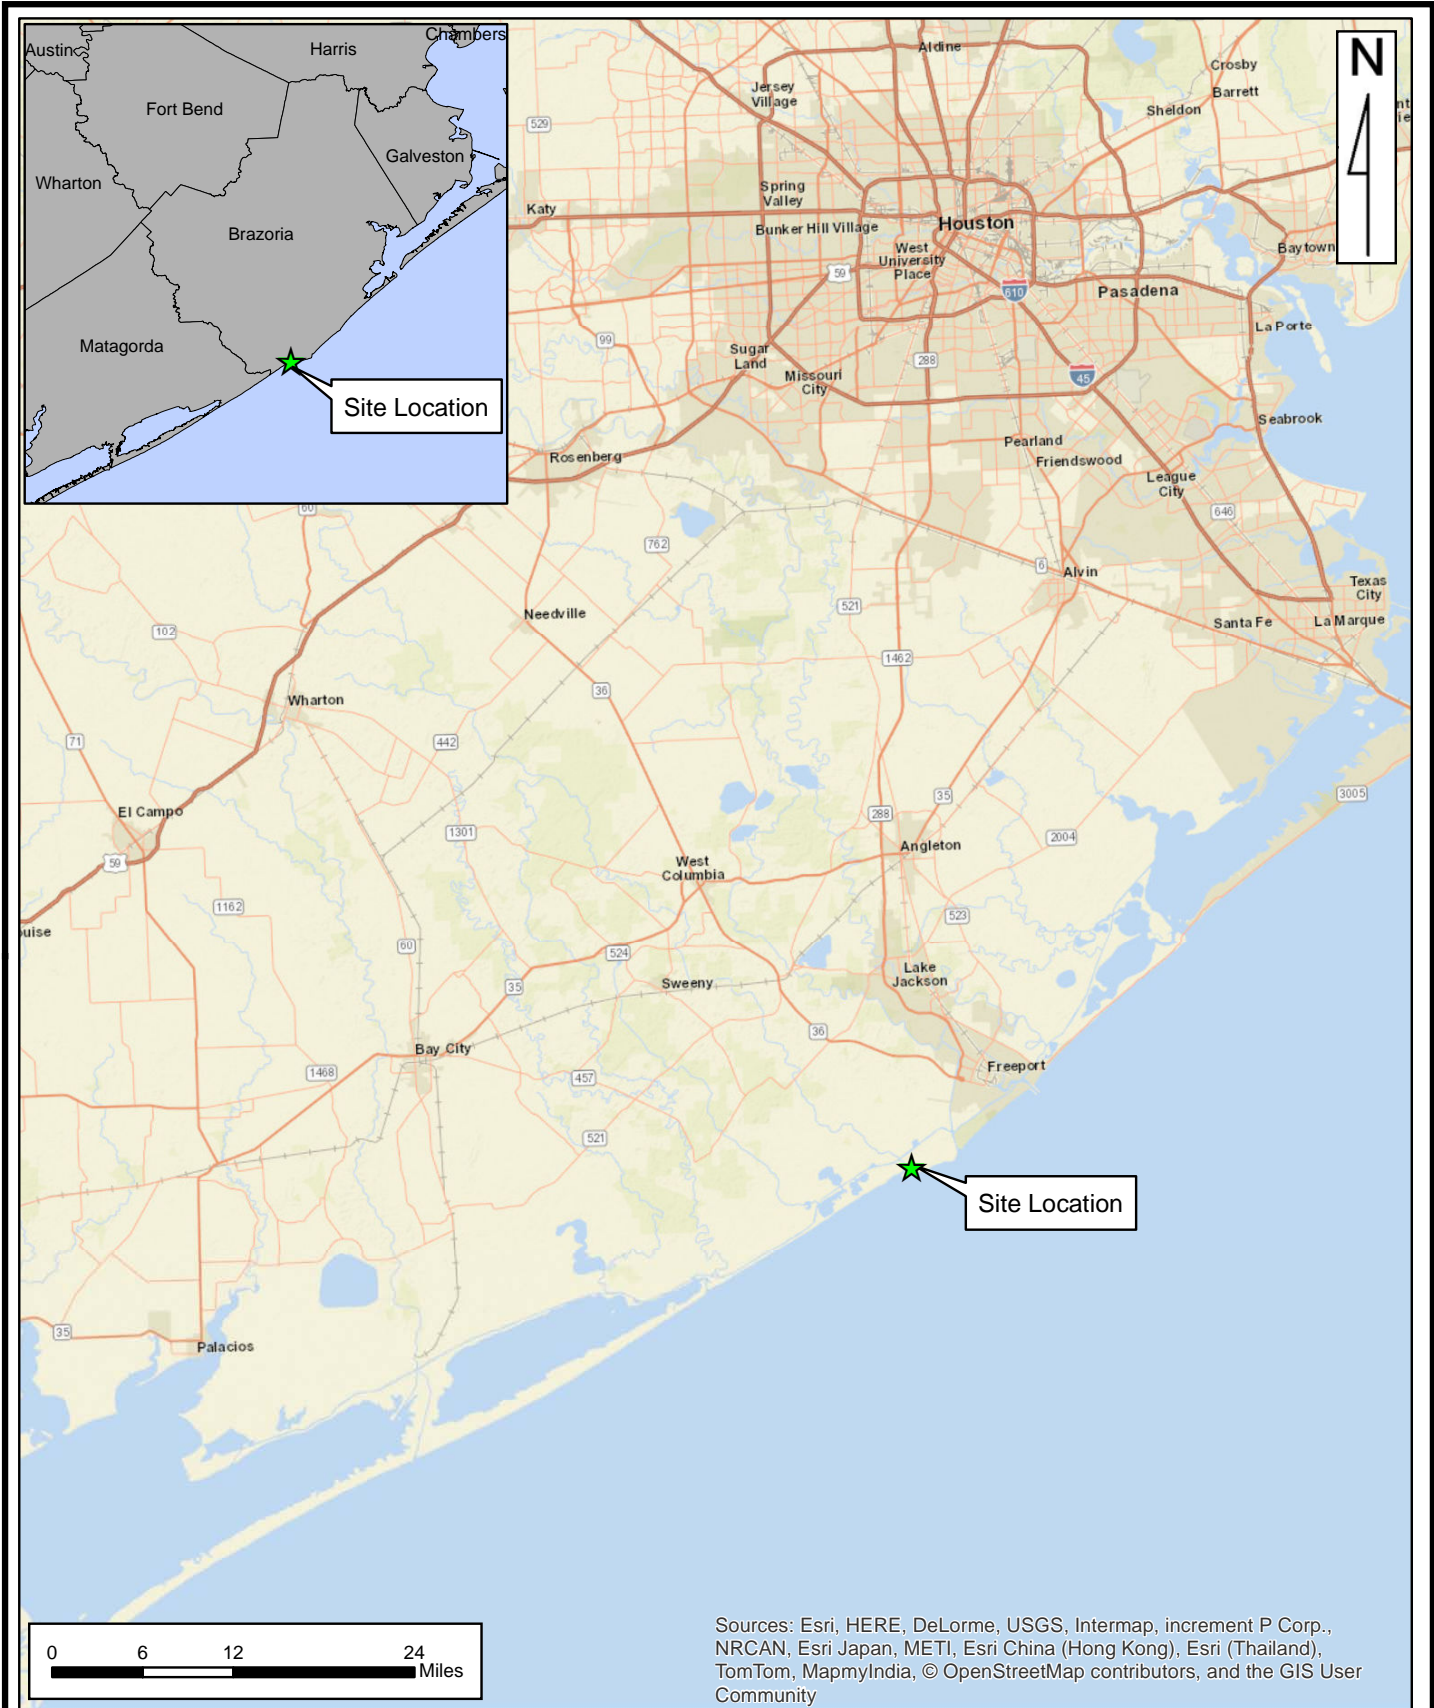 Austin
Harris
Chambers
Fort Bend
Galveston
Wharton
Brazoria
Matagorda
Site Location
N
Aldine
Crosby
Barrett
Jersey
Village
Sheldon
529
Spring
Valley
Katy
Bunker Hill Village
Houston
West
University
Place
Baytown
59
610
Pasadena
La Porte
99
Sugar
Land
288
Missouri
City
45
Seabrook
Pearland
Rosenberg
Friendswood
League
City
60
646
762
6
Alvin
Texas
City
521
Needville
Santa Fe
La Marque
102
1462
36
Wharton
71
442
35
3005
El Campo
288
1301
2004
Angleton
59
West
Columbia
1162
523
uise
60
524
Lake
Jackson
Sweeny
35
36
Bay City
Freeport
1468
457
521
Site Location
35
Palacios
0 6 12 24
Miles
Sources: Esri, HERE, DeLorme, USGS, Intermap, increment P Corp.,
NRCAN, Esri Japan, METI, Esri China (Hong Kong), Esri (Thailand),
TomTom, MapmyIndia, © OpenStreetMap contributors, and the GIS User
Community